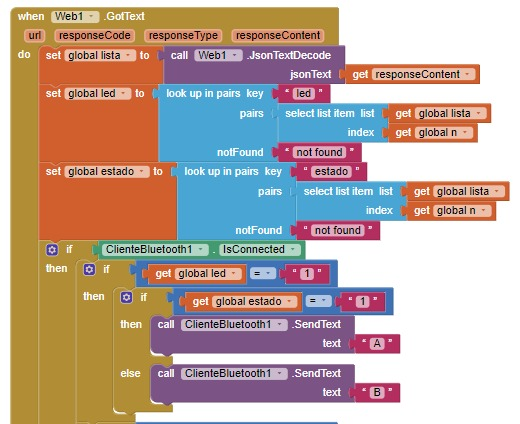 when Web1 .GotText
url responseCode responseType responseContent
do set global lista to call Web1 .JsonTextDecode
jsonText get responseContent
set global led to look up in pairs key " led "
pairs select list item list get global lista
index get global n
notFound " not found "
set global estado to look up in pairs key " estado "
pairs select list item list get global lista
index get global n
notFound " not found "
if ClienteBluetooth1 . IsConnected
then if get global led = " 1 "
then if get global estado = " 1 "
then call ClienteBluetooth1 .SendText
text " A "
else call ClienteBluetooth1 .SendText
text " B "